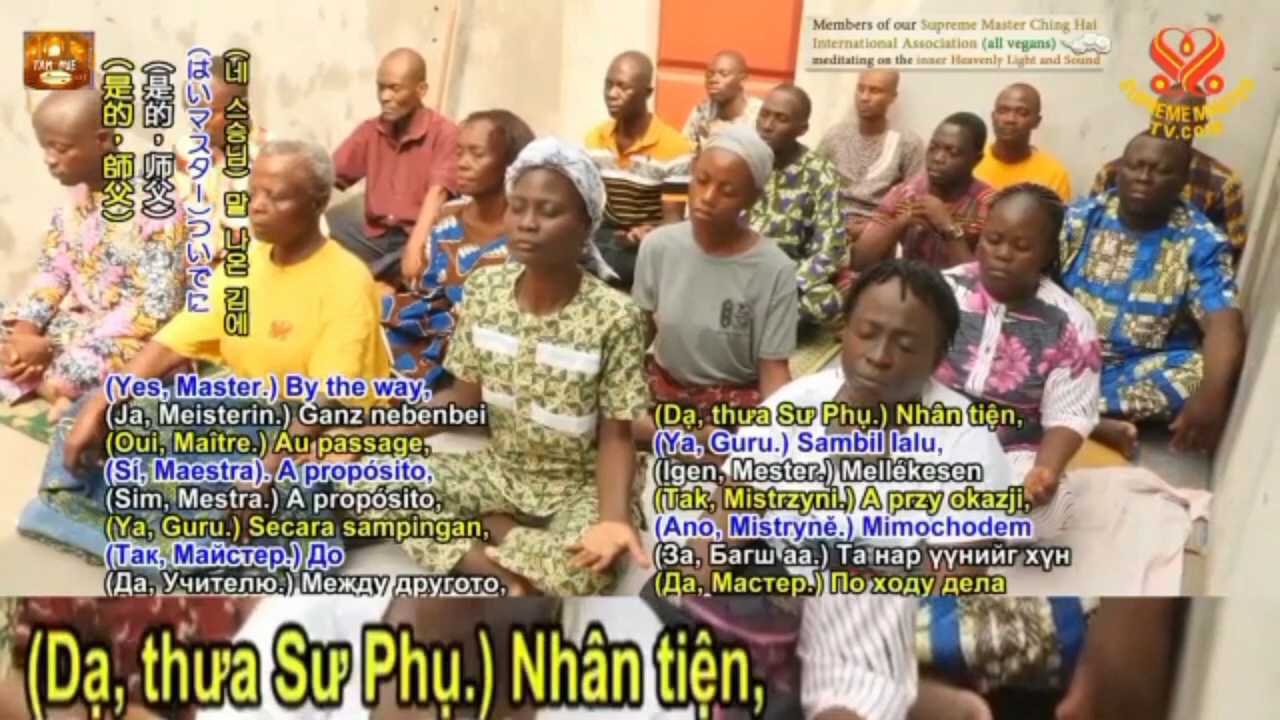 Members of our Supreme Master Ching Hai
International Association (all vegans)
meditating on the inner Heavenly Light and Sound
SUPREME MASTER
TV.COM
TÂM HUÊ
(네 스승님) 말 나온 김에
(はいマスター)ついでに
(是的，师父)
(是的，師父)
(Yes, Master.) By the way,
(Ja, Meisterin.) Ganz nebenbei
(Oui, Maître.) Au passage,
(Sí, Maestra). A propósito,
(Sim, Mestra.) A propósito,
(Ya, Guru.) Secara sampingan,
(Так, Майстер.) До
(Да, Учителю.) Между другото,
(Dạ, thưa Sư Phụ.) Nhân tiện,
(Ya, Guru.) Sambil lalu,
(Igen, Mester.) Mellékesen
(Tak, Mistrzyni.) A przy okazji,
(Ano, Mistryně.) Mimochodem
(За, Багш аа.) Та нар үүнийг хүн
(Да, Мастер.) По ходу дела
(Dạ, thưa Sư Phụ.) Nhân tiện,